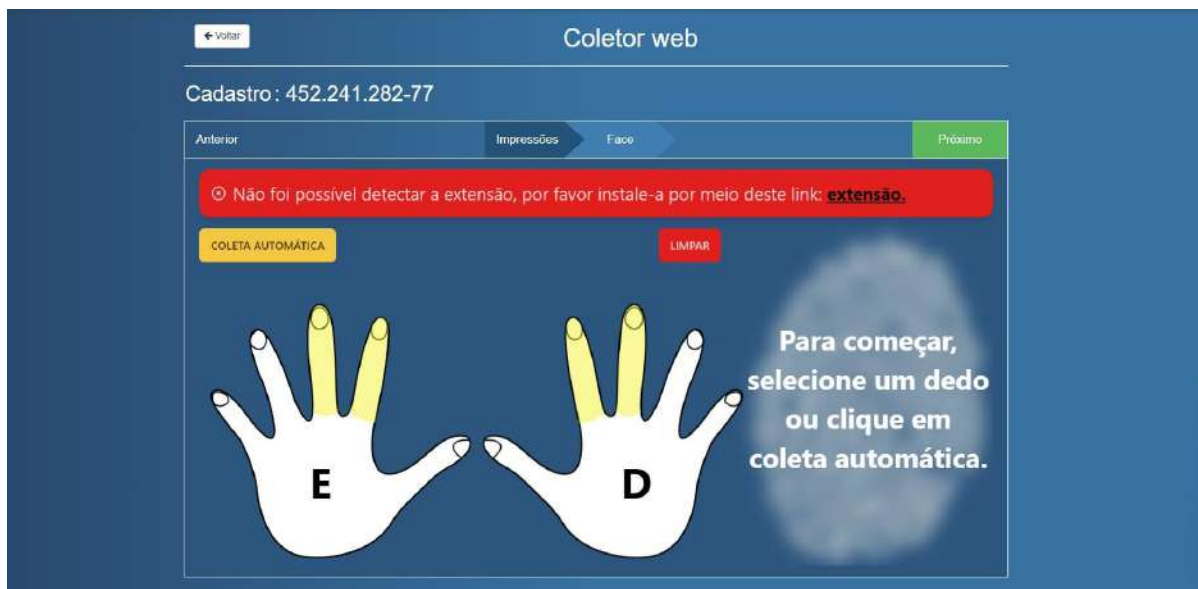 Voltar
Coletor web
Cadastro: 452.241.282-77
Anterior
Impressões
Face
Próximo
Não foi possível detectar a extensão, por favor instale-a por meio deste link: extensão.
COLETA AUTOMÁTICA
LIMPAR
E
D
Para começar,
selecione um dedo
ou clique em
coleta automática.